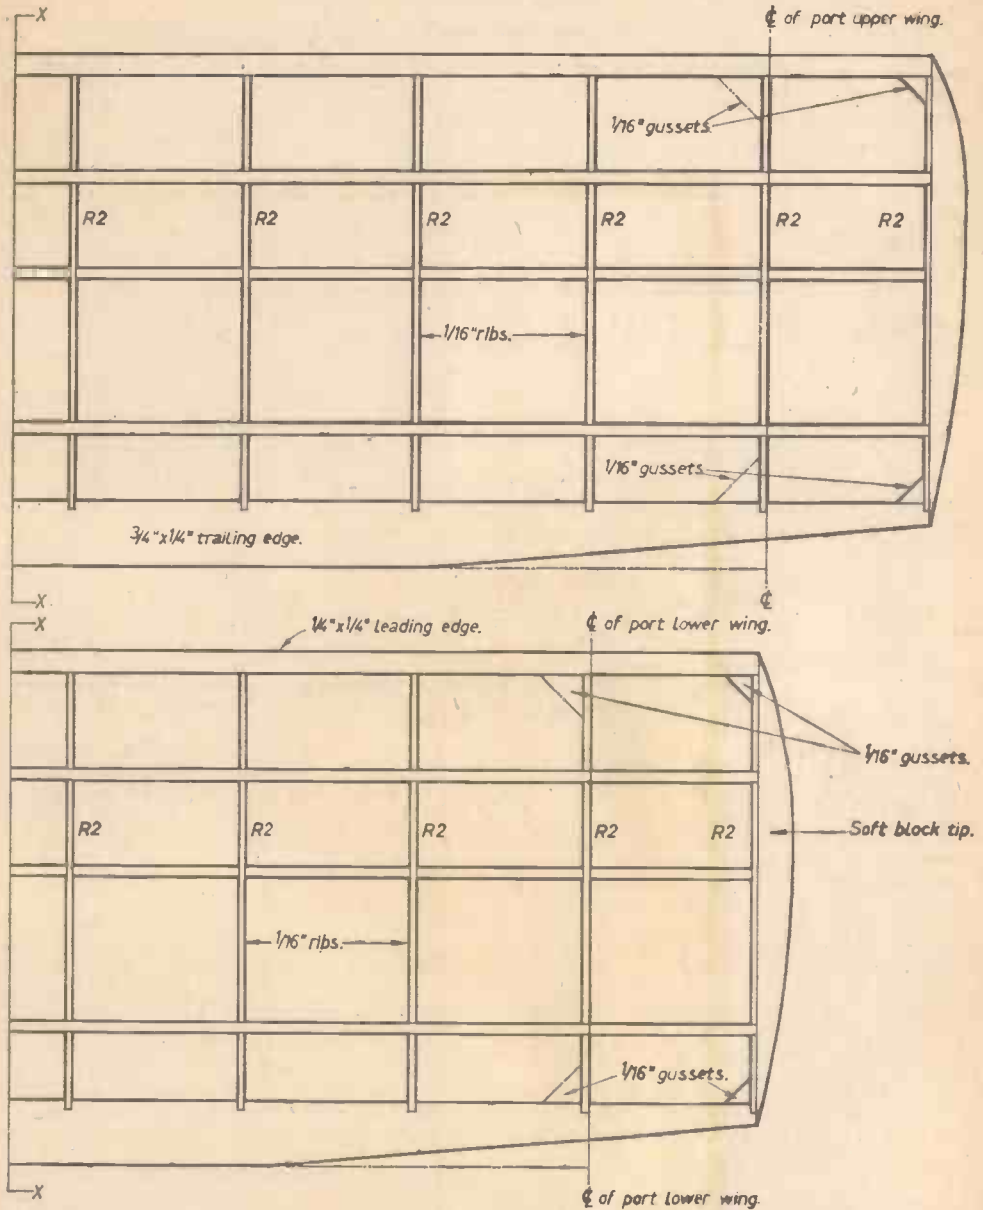 X
℄ of port upper wing.
1/16" gussets.
R2 R2 R2 R2 R2 R2
1/16" ribs.
1/16" gussets
3/4" x 1/4" trailing edge.
X
℄
X
1/4" x 1/4" leading edge.
℄ of port lower wing.
1/16" gussets.
R2 R2 R2 R2 R2
Soft block tip.
1/16" ribs.
1/16" gussets.
X
℄ of port lower wing.